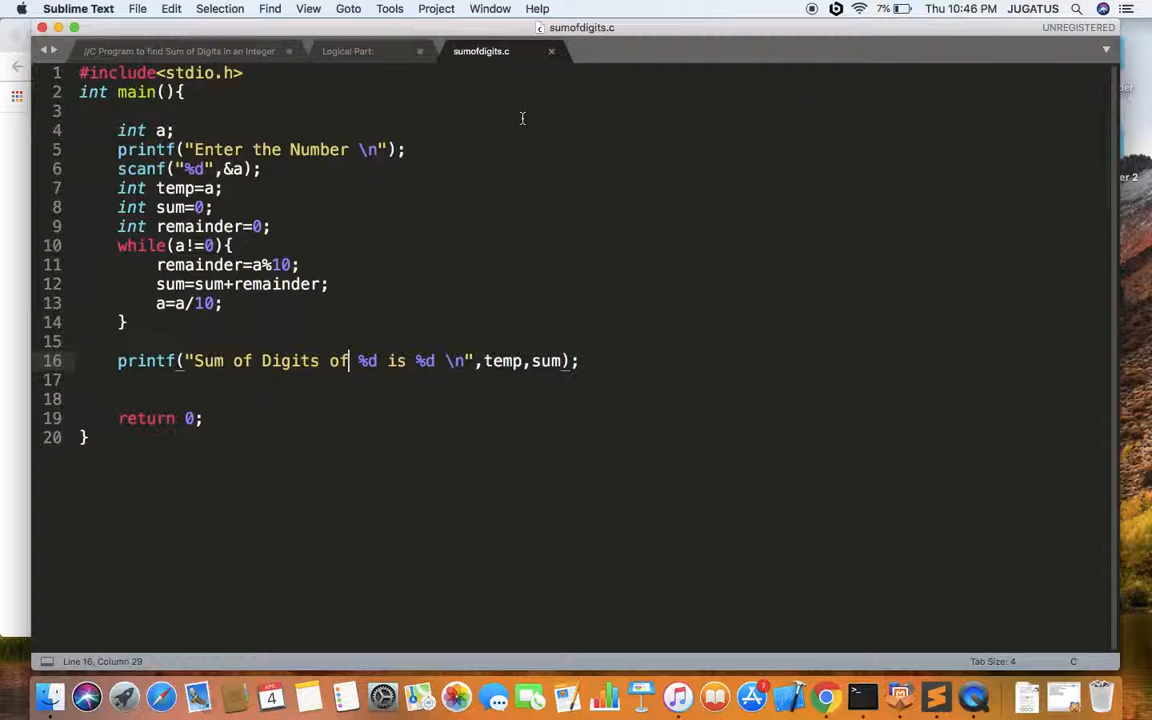 Sublime Text File Edit Selection Find View Goto Tools Project Window Help 7% Thu 10:46 PM JUGATUS
sumofdigits.c UNREGISTERED
//C Program to find Sum of Digits in an Integer Logical Part: sumofdigits.c
1 #include<stdio.h>
2 int main(){
3
4 int a;
5 printf("Enter the Number \n");
6 scanf("%d",&a);
7 int temp=a;
8 int sum=0;
9 int remainder=0;
10 while(a!=0){
11 remainder=a%10;
12 sum=sum+remainder;
13 a=a/10;
14 }
15
16 printf("Sum of Digits of %d is %d \n",temp,sum);
17
18
19 return 0;
20 }
Line 16, Column 29 Tab Size: 4 C
APR
4
7